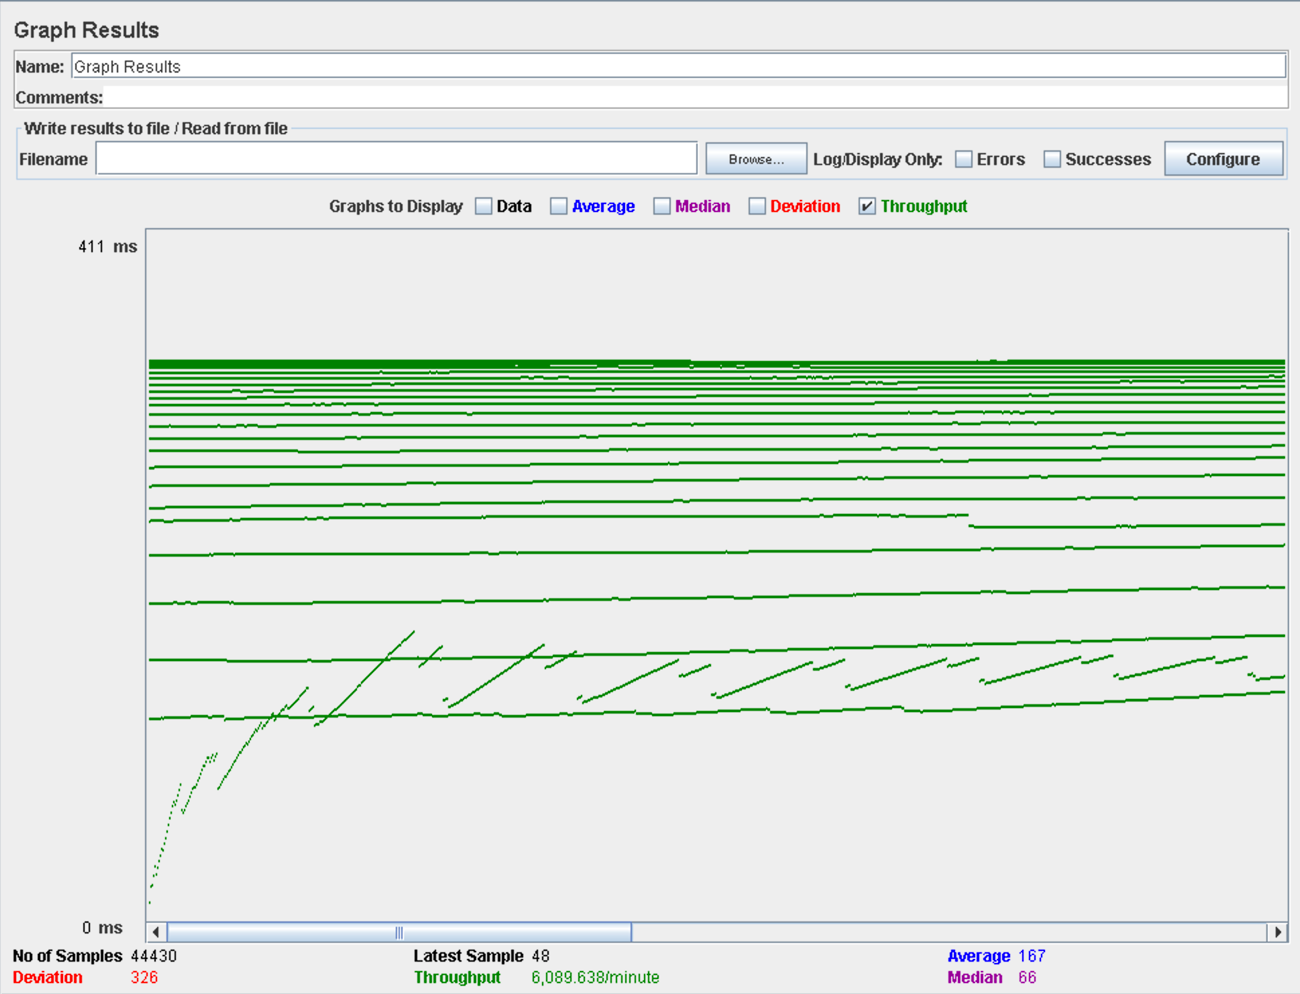 Graph Results
Name: Graph Results
Comments:
Write results to file / Read from file
Filename Browse... Log/Display Only: Errors Successes Configure
Graphs to Display Data Average Median Deviation Throughput
411 ms
0 ms
No of Samples 44430 Latest Sample 48 Average 167
Deviation 326 Throughput 6,089.638/minute Median 66